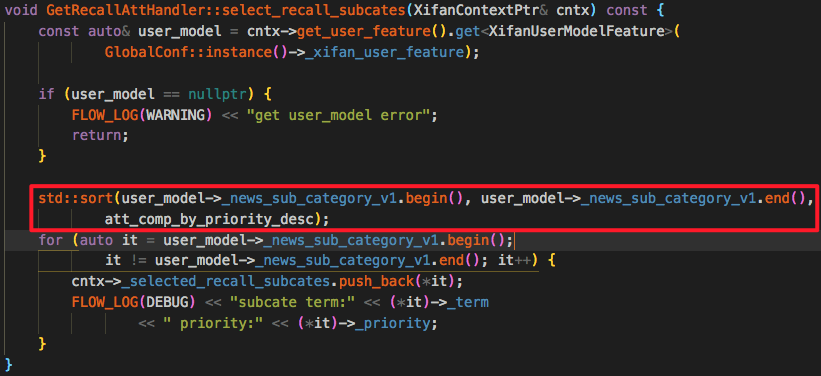 void GetRecallAttHandler::select_recall_subcates(XifanContextPtr& cntx) const {
    const auto& user_model = cntx->get_user_feature().get<XifanUserModelFeature>(
            GlobalConf::instance()->_xifan_user_feature);
    if (user_model == nullptr) {
        FLOW_LOG(WARNING) << "get user_model error";
        return;
    }
    std::sort(user_model->_news_sub_category_v1.begin(), user_model->_news_sub_category_v1.end(),
            att_comp_by_priority_desc);
    for (auto it = user_model->_news_sub_category_v1.begin();
            it != user_model->_news_sub_category_v1.end(); it++) {
        cntx->_selected_recall_subcates.push_back(*it);
        FLOW_LOG(DEBUG) << "subcate term:" << (*it)->_term
                << " priority:" << (*it)->_priority;
    }
}